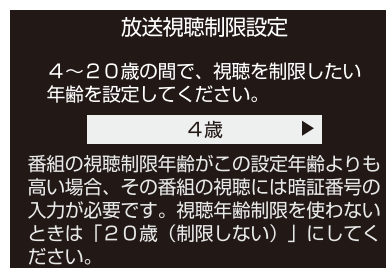 放送視聴制限設定
4～20歳の間で、視聴を制限したい
年齢を設定してください。
4歳
番組の視聴制限年齢がこの設定年齢よりも
高い場合、その番組の視聴には暗証番号の
入力が必要です。視聴年齢制限を使わない
ときは「20歳（制限しない）」にしてく
ださい。